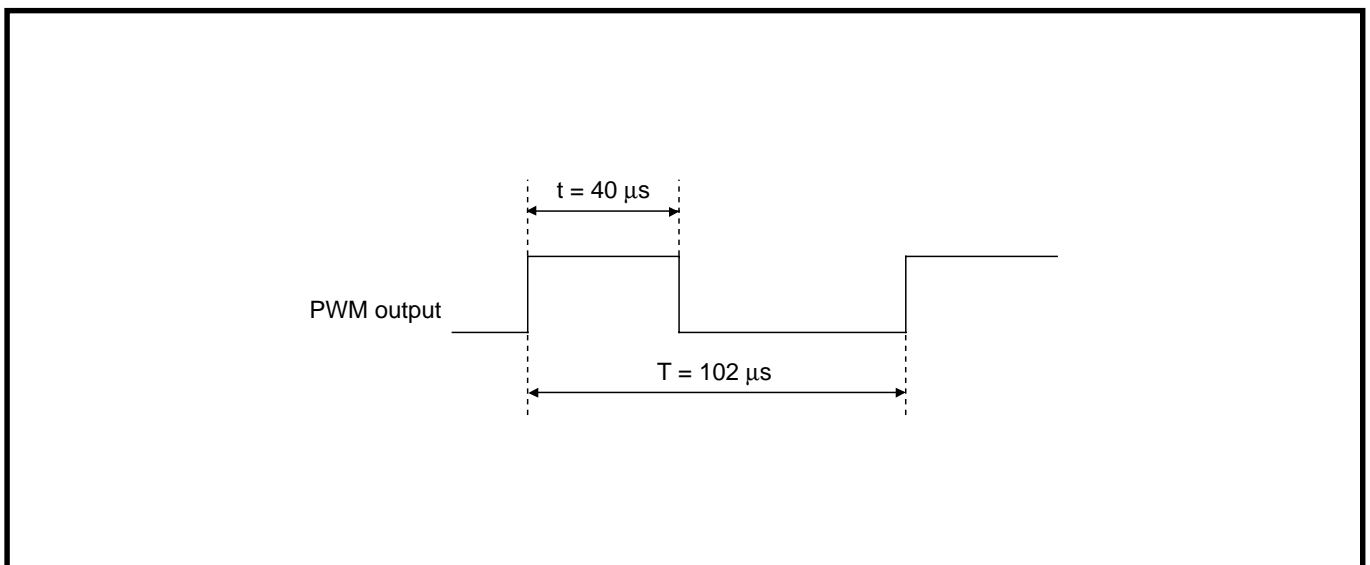 t = 40 μs
PWM output
T = 102 μs